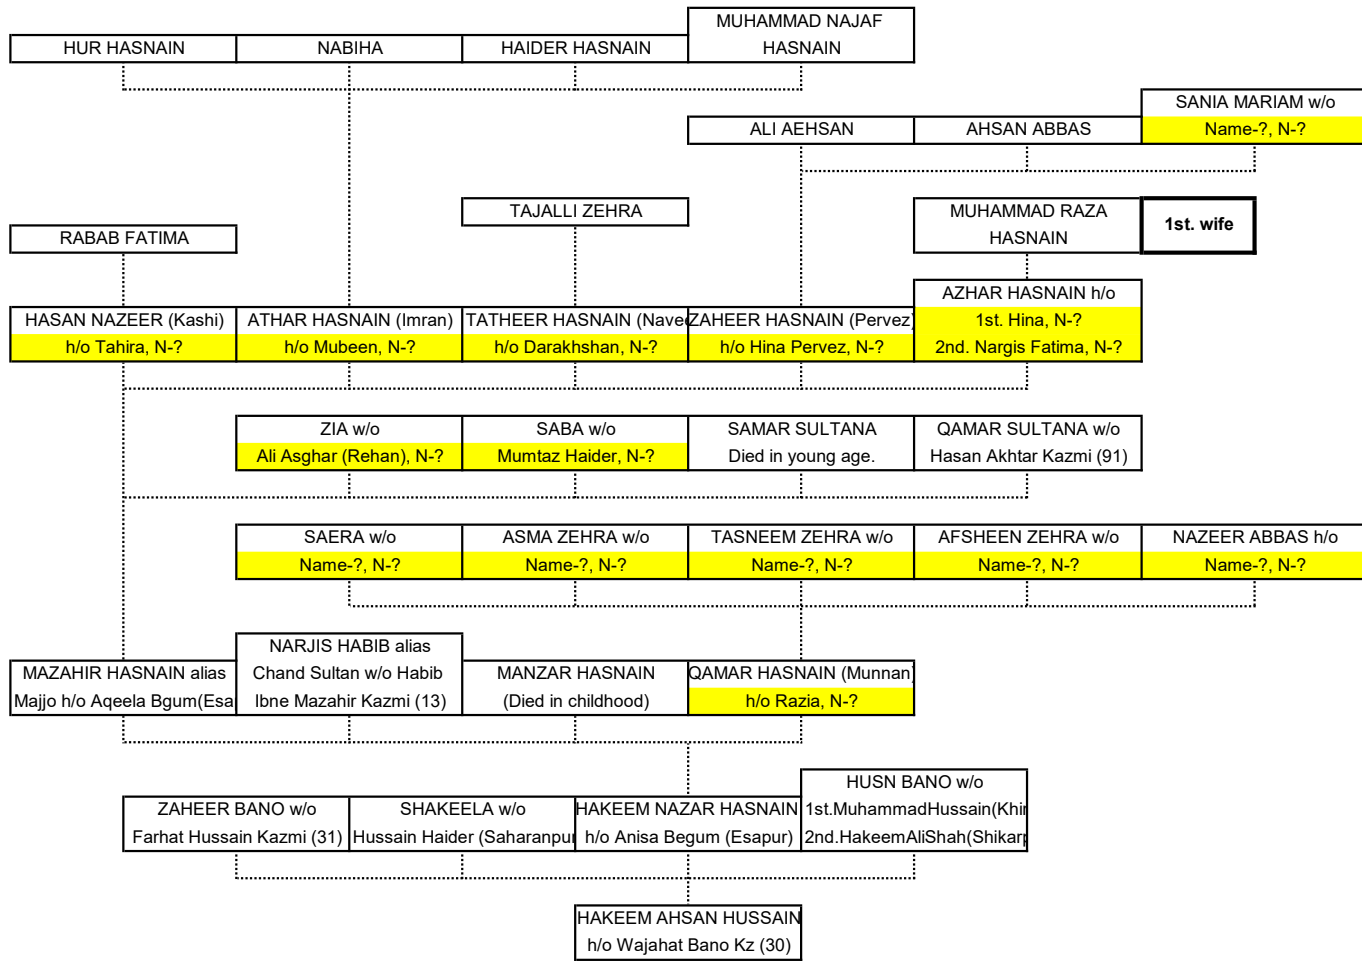 MUHAMMAD NAJAF
HASNAIN
HUR HASNAIN
NABIHA
HAIDER HASNAIN
SANIA MARIAM w/o
Name-?, N-?
ALI AEHSAN
AHSAN ABBAS
TAJALLI ZEHRA
MUHAMMAD RAZA
HASNAIN
1st. wife
RABAB FATIMA
AZHAR HASNAIN h/o
1st. Hina, N-?
2nd. Nargis Fatima, N-?
HASAN NAZEER (Kashi)
h/o Tahira, N-?
ATHAR HASNAIN (Imran)
h/o Mubeen, N-?
TATHEER HASNAIN (Nave
h/o Darakhshan, N-?
ZAHEER HASNAIN (Pervez)
h/o Hina Pervez, N-?
ZIA w/o
Ali Asghar (Rehan), N-?
SABA w/o
Mumtaz Haider, N-?
SAMAR SULTANA
Died in young age.
QAMAR SULTANA w/o
Hasan Akhtar Kazmi (91)
SAERA w/o
Name-?, N-?
ASMA ZEHRA w/o
Name-?, N-?
TASNEEM ZEHRA w/o
Name-?, N-?
AFSHEEN ZEHRA w/o
Name-?, N-?
NAZEER ABBAS h/o
Name-?, N-?
MAZAHIR HASNAIN alias
Majjo h/o Aqeela Bgum(Esa
NARJIS HABIB alias
Chand Sultan w/o Habib
Ibne Mazahir Kazmi (13)
MANZAR HASNAIN
(Died in childhood)
QAMAR HASNAIN (Munnan)
h/o Razia, N-?
ZAHEER BANO w/o
Farhat Hussain Kazmi (31)
SHAKEELA w/o
Hussain Haider (Saharanpur
HAKEEM NAZAR HASNAIN
h/o Anisa Begum (Esapur)
HUSN BANO w/o
1st.MuhammadHussain(Khir
2nd.HakeemAliShah(Shikarp
HAKEEM AHSAN HUSSAIN
h/o Wajahat Bano Kz (30)